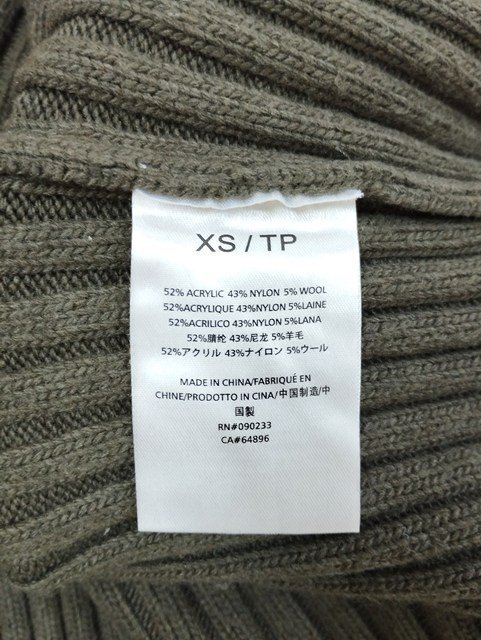 XS / TP
52% ACRYLIC 43% NYLON 5% WOOL
52%ACRYLIQUE 43%NYLON 5%LAINE
52%ACRILICO 43%NYLON 5%LANA
52%腈纶 43%尼龙 5%羊毛
52%アクリル 43%ナイロン 5%ウール
MADE IN CHINA/FABRIQUÉ EN
CHINE/PRODOTTO IN CINA/中国制造/中
国製
RN#090233
CA#64896